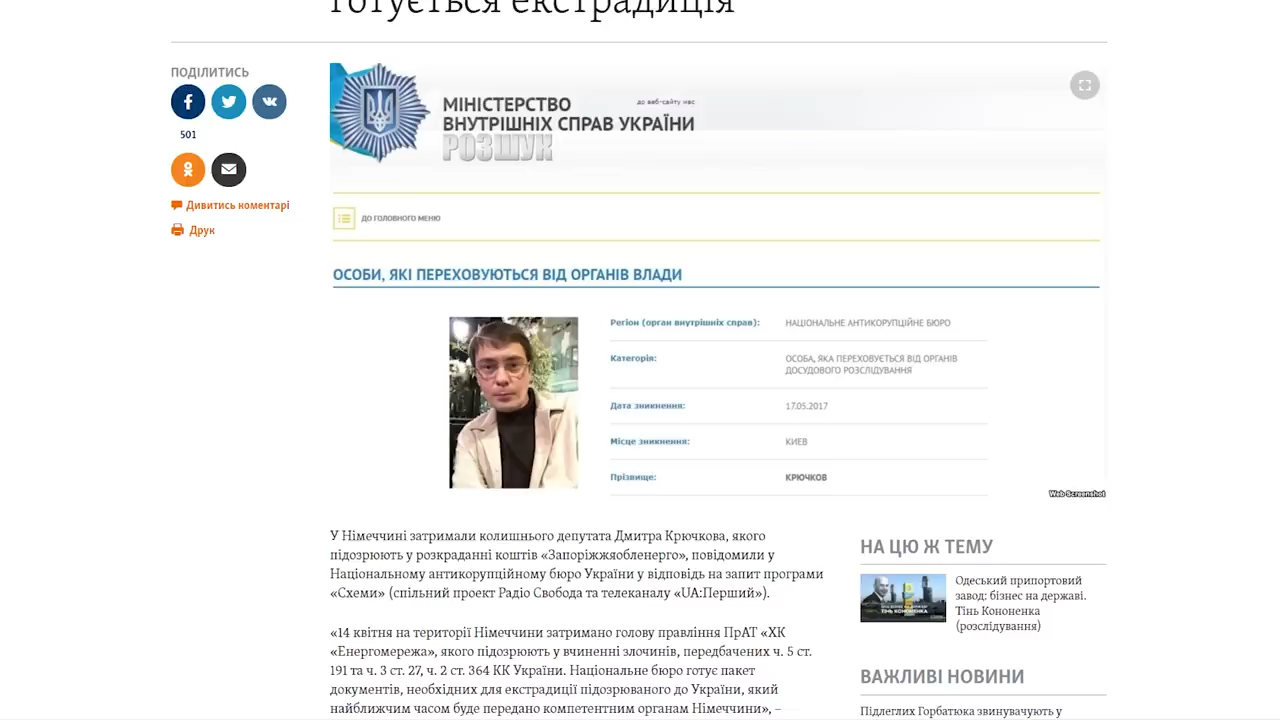 готується екстрадиція
ПОДІЛИТИСЬ
501
Дивитись коментарі
Друк
до веб-сайту мвс
МІНІСТЕРСТВО
ВНУТРІШНІХ СПРАВ УКРАЇНИ
РОЗШУК
ДО ГОЛОВНОГО МЕНЮ
ОСОБИ, ЯКІ ПЕРЕХОВУЮТЬСЯ ВІД ОРГАНІВ ВЛАДИ
Регіон (орган внутрішніх справ): НАЦІОНАЛЬНЕ АНТИКОРУПЦІЙНЕ БЮРО
Категорія: ОСОБА, ЯКА ПЕРЕХОВУЄТЬСЯ ВІД ОРГАНІВ
ДОСУДОВОГО РОЗСЛІДУВАННЯ
Дата зникнення: 17.05.2017
Місце зникнення: КИЕВ
Прізвище: КРЮЧКОВ
Web-Screenshot
У Німеччині затримали колишнього депутата Дмитра Крючкова, якого
підозрюють у розкраданні коштів «Запоріжжяобленерго», повідомили у
Національному антикорупційному бюро України у відповідь на запит програми
«Схеми» (спільний проект Радіо Свобода та телеканалу «UA:Перший»).
«14 квітня на території Німеччини затримано голову правління ПрАТ «ХК
«Енергомережа», якого підозрюють у вчиненні злочинів, передбачених ч. 5 ст.
191 та ч. 3 ст. 27, ч. 2 ст. 364 КК України. Національне бюро готує пакет
документів, необхідних для екстрадиції підозрюваного до України, який
найближчим часом буде передано компетентним органам Німеччини», –
НА ЦЮ Ж ТЕМУ
Одеський припортовий
завод: бізнес на державі.
Тінь Кононенка
(розслідування)
ТІНЬ КОНОНЕНКА
ВАЖЛИВІ НОВИНИ
Підлеглих Горбатюка звинувачують у